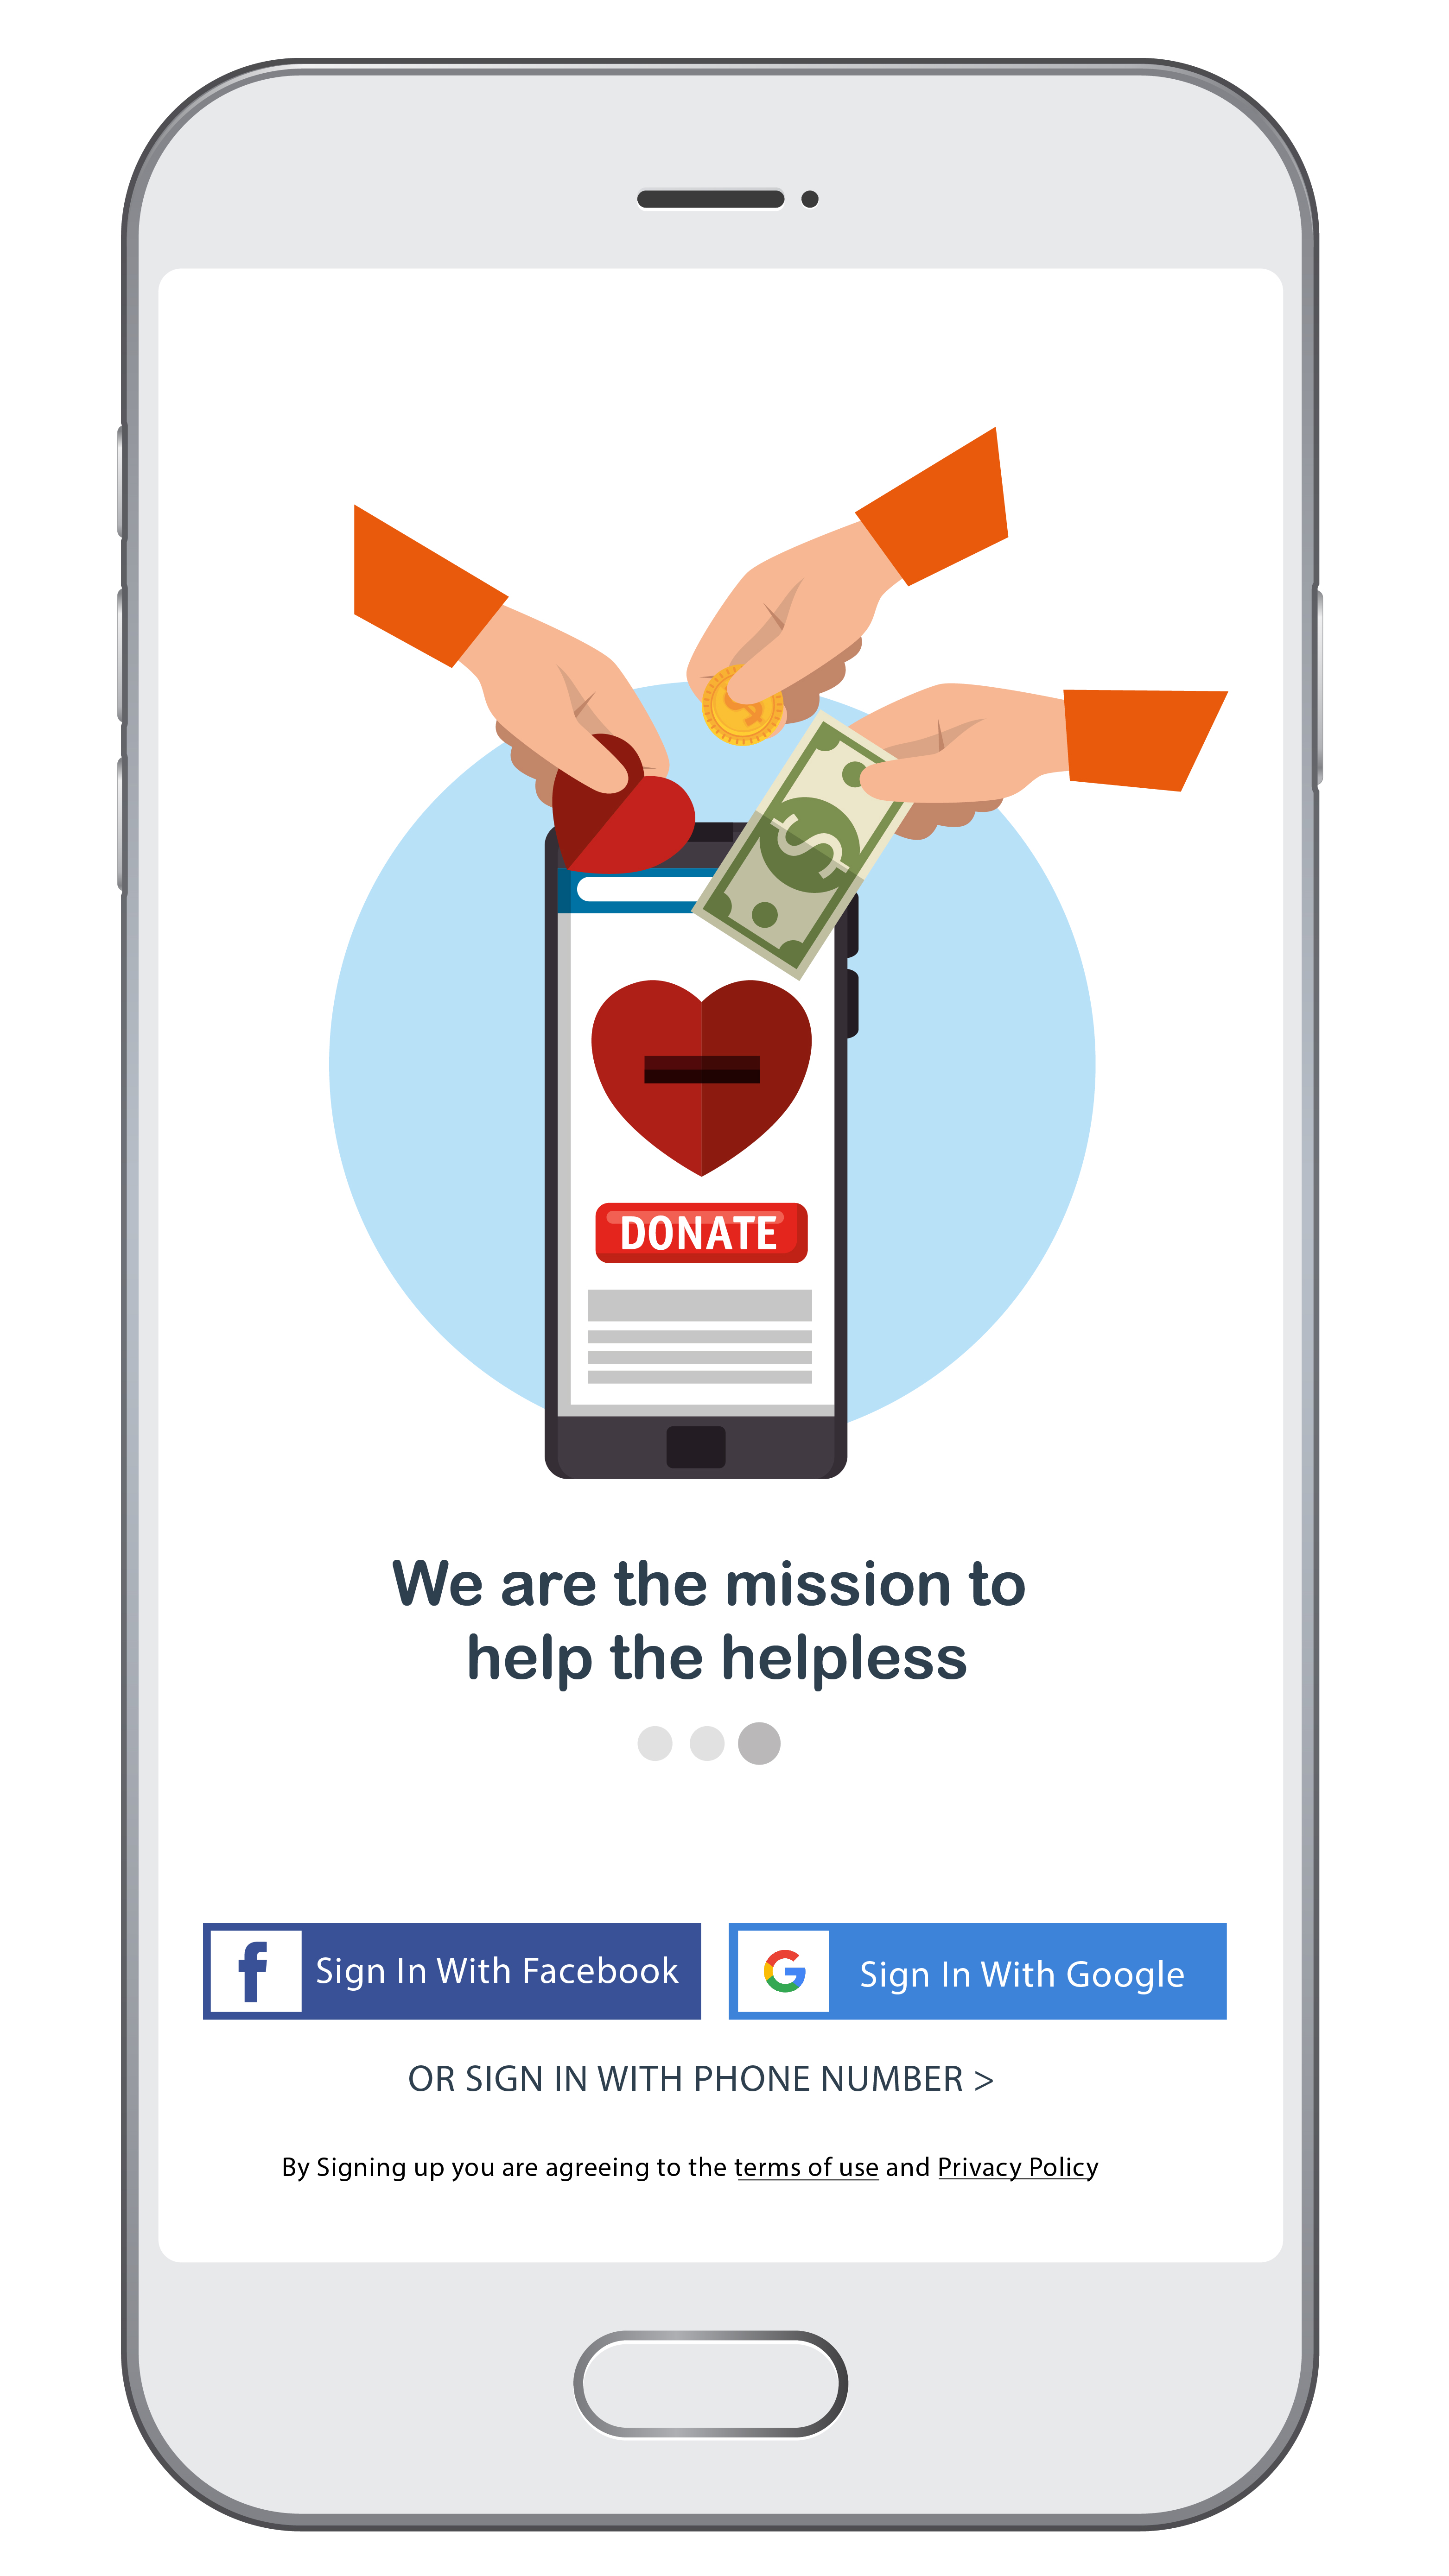 $
DONATE
We are the mission to
help the helpless
f Sign In With Facebook
G Sign In With Google
OR SIGN IN WITH PHONE NUMBER >
By Signing up you are agreeing to the terms of use and Privacy Policy